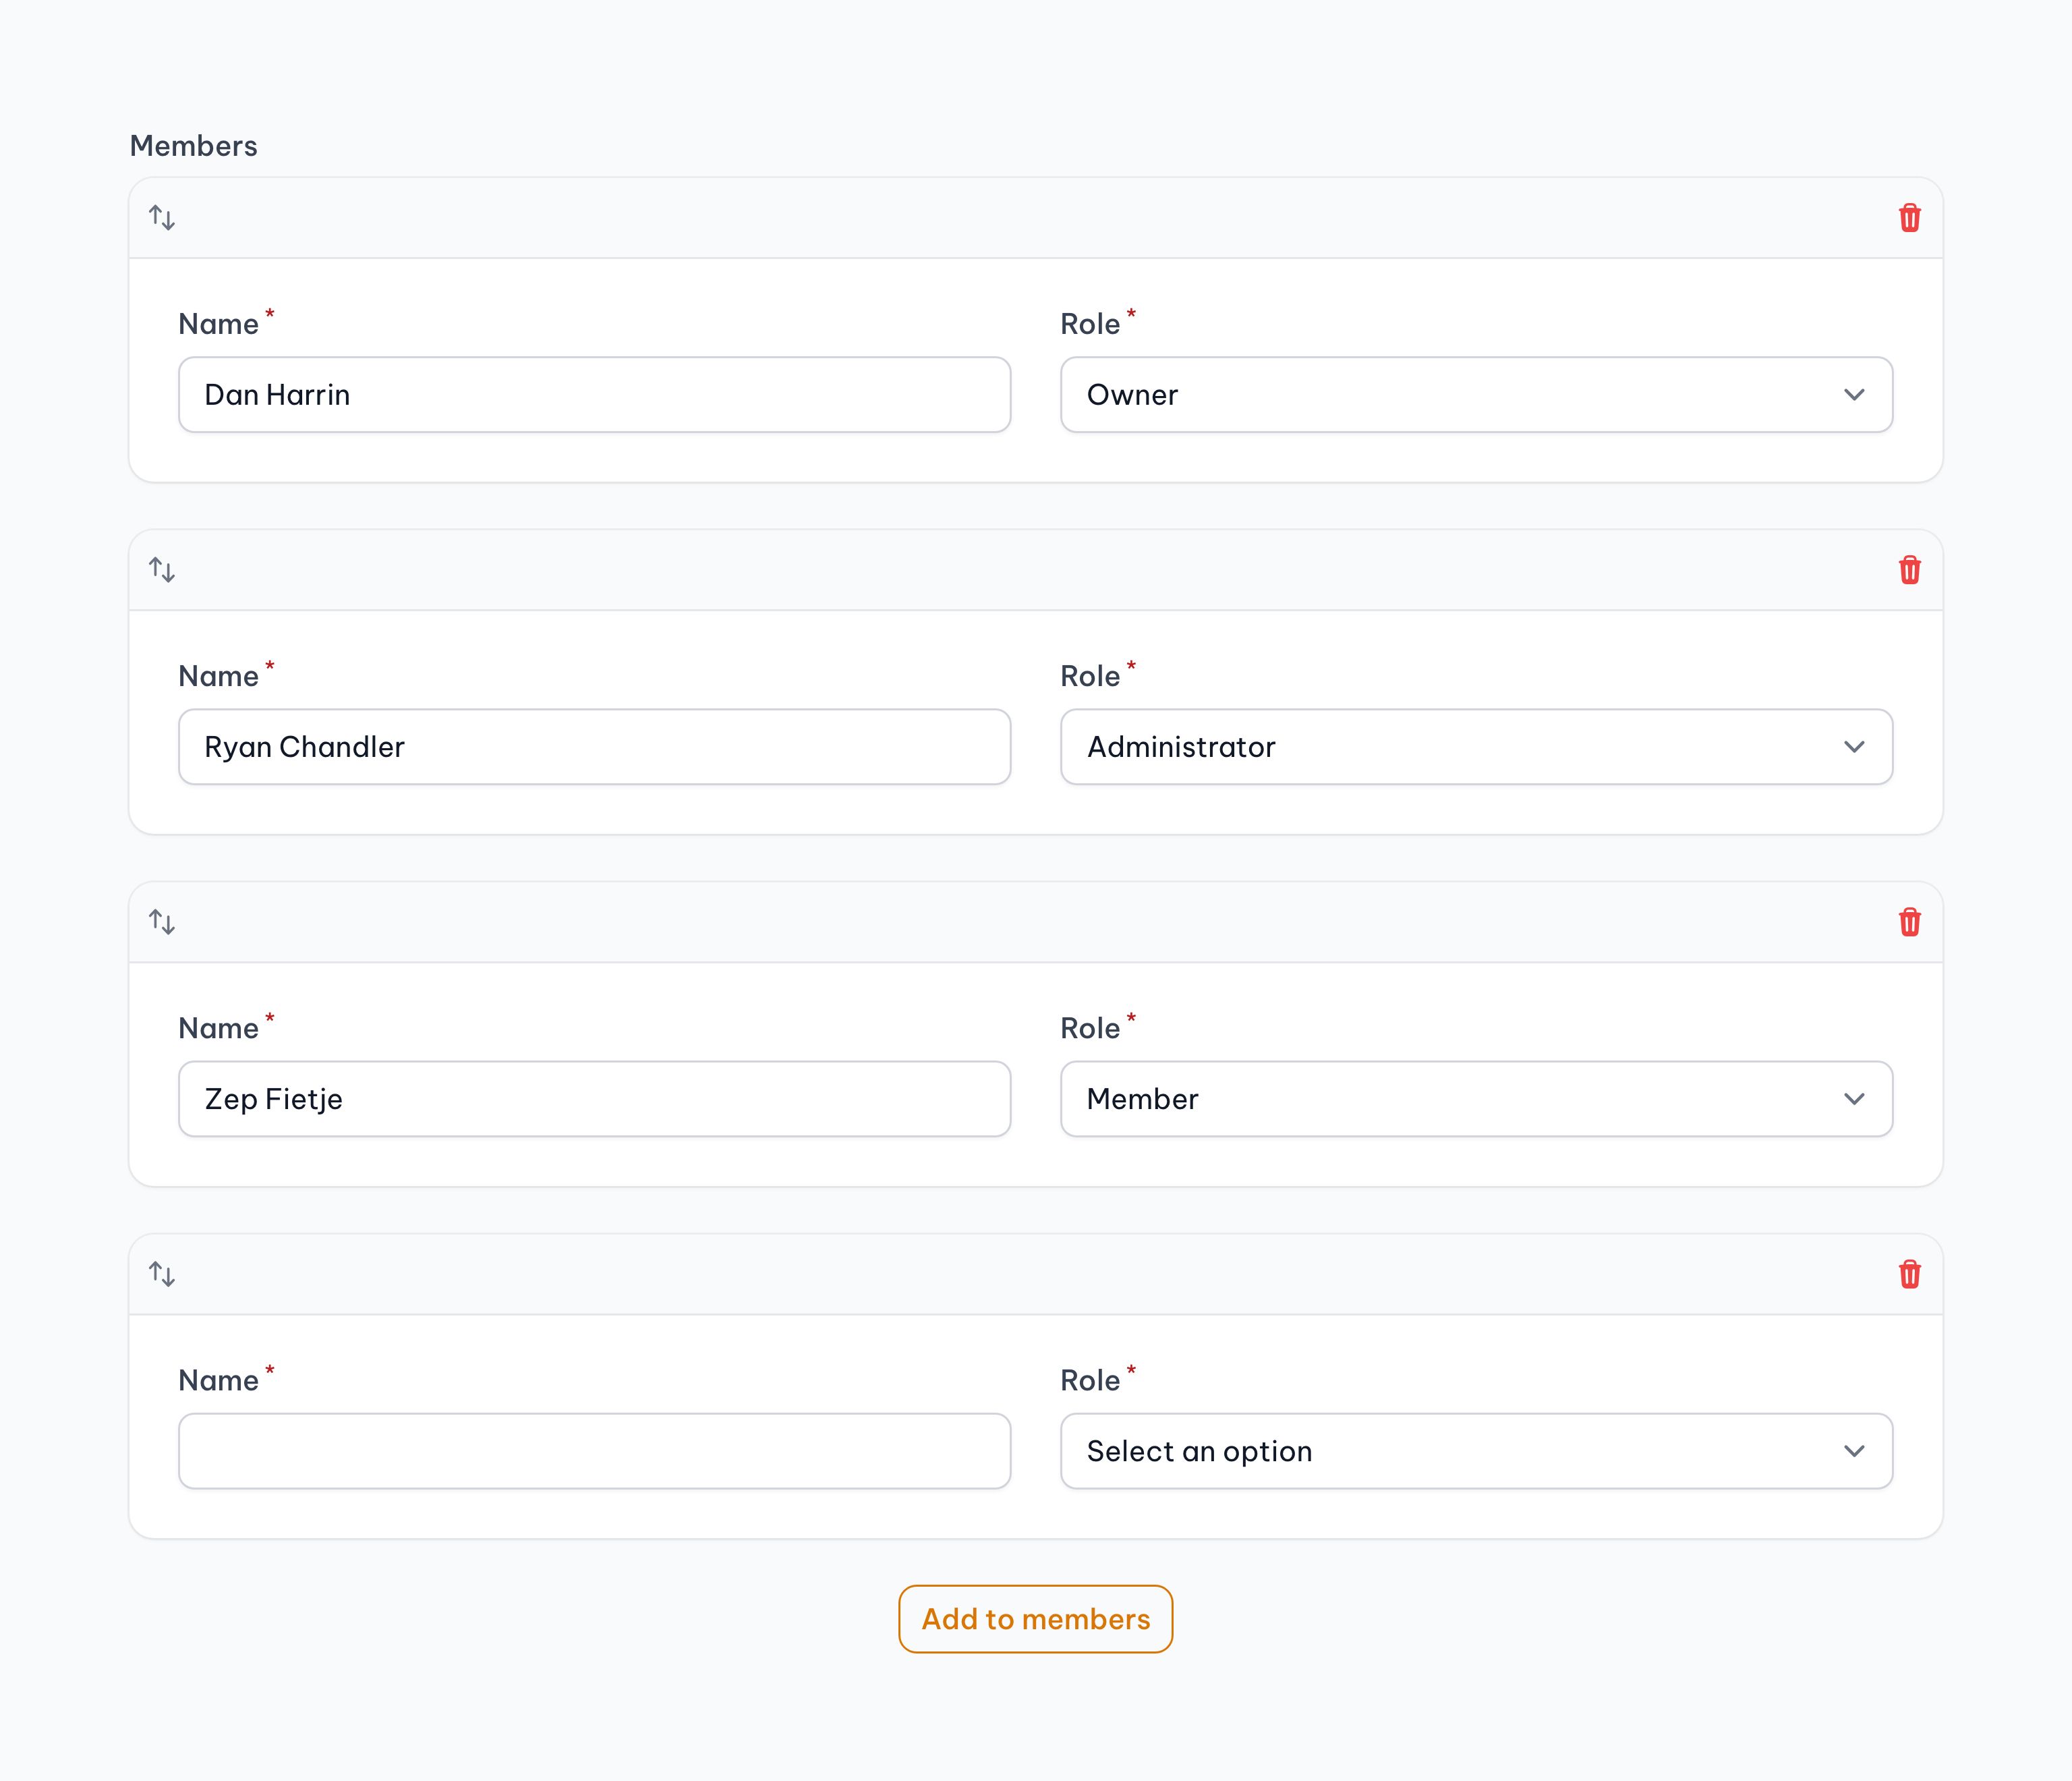 Members
Name * Role *
Dan Harrin Owner
Name * Role *
Ryan Chandler Administrator
Name * Role *
Zep Fietje Member
Name * Role *
Select an option
Add to members